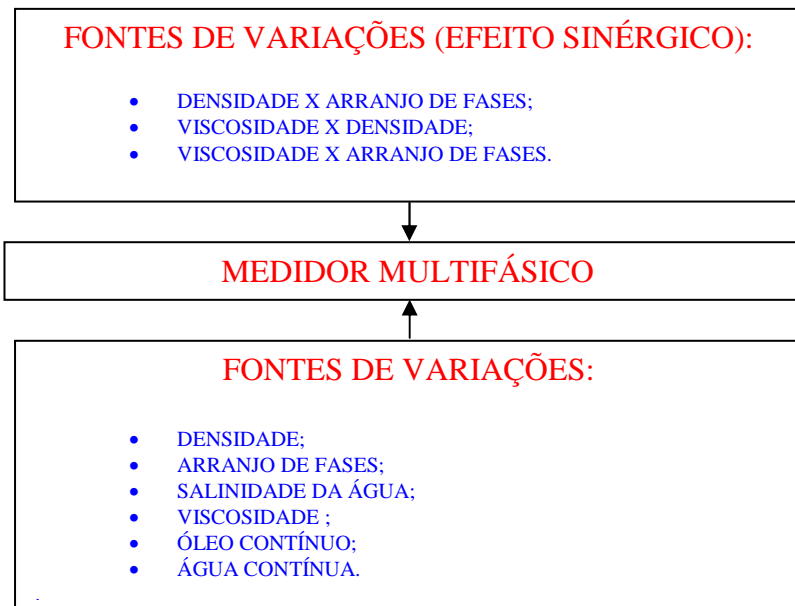 FONTES DE VARIAÇÕES (EFEITO SINÉRGICO):
• DENSIDADE X ARRANJO DE FASES;
• VISCOSIDADE X DENSIDADE;
• VISCOSIDADE X ARRANJO DE FASES.
MEDIDOR MULTIFÁSICO
FONTES DE VARIAÇÕES:
• DENSIDADE;
• ARRANJO DE FASES;
• SALINIDADE DA ÁGUA;
• VISCOSIDADE ;
• ÓLEO CONTÍNUO;
• ÁGUA CONTÍNUA.